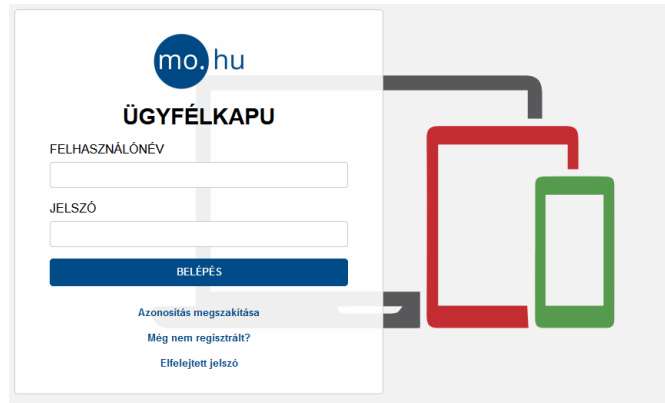 mo.hu
ÜGYFÉLKAPU
FELHASZNÁLÓNÉV
JELSZÓ
BELÉPÉS
Azonosítás megszakítása
Még nem regisztrált?
Elfelejtett jelszó